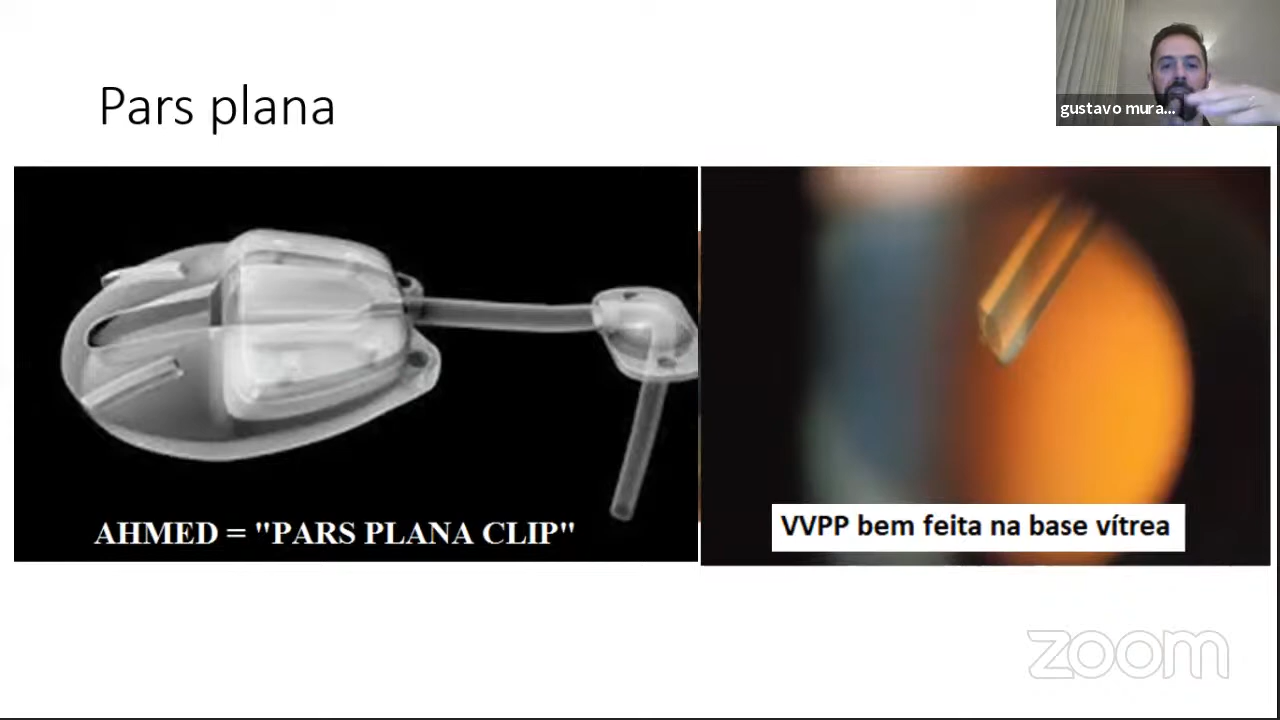 Pars plana
gustavo mura...
AHMED = "PARS PLANA CLIP"
VVPP bem feita na base vítrea
zoom